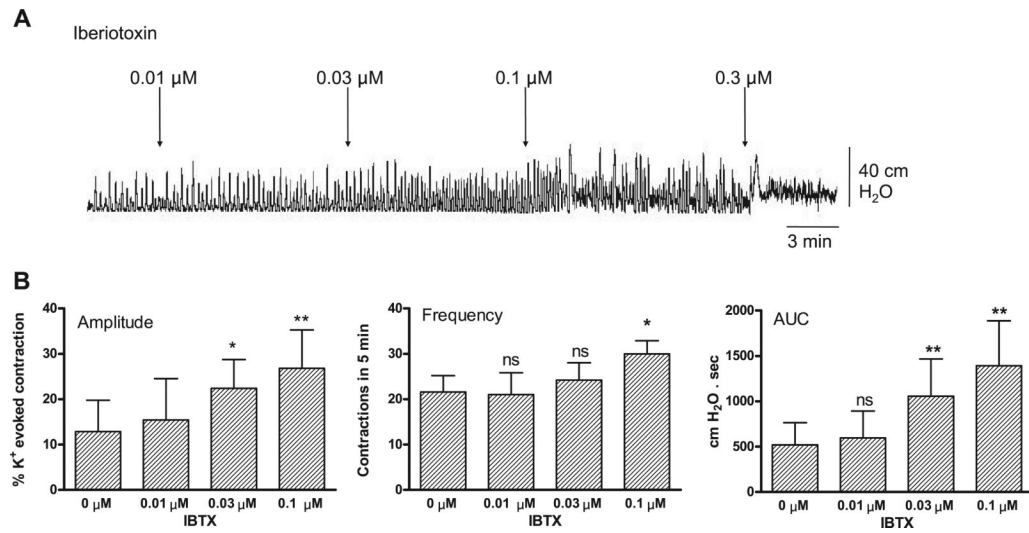 A
Iberiotoxin
0.01 µM 0.03 µM 0.1 µM 0.3 µM
40 cm
H₂O
3 min
B
Amplitude
% K⁺ evoked contraction
40
30
20
10
0
* **
0 µM 0.01 µM 0.03 µM 0.1 µM
IBTX
Frequency
Contractions in 5 min
40
30
20
10
0
ns ns *
0 µM 0.01 µM 0.03 µM 0.1 µM
IBTX
AUC
cm H₂O . sec
2000
1500
1000
500
0
ns ** **
0 µM 0.01 µM 0.03 µM 0.1 µM
IBTX